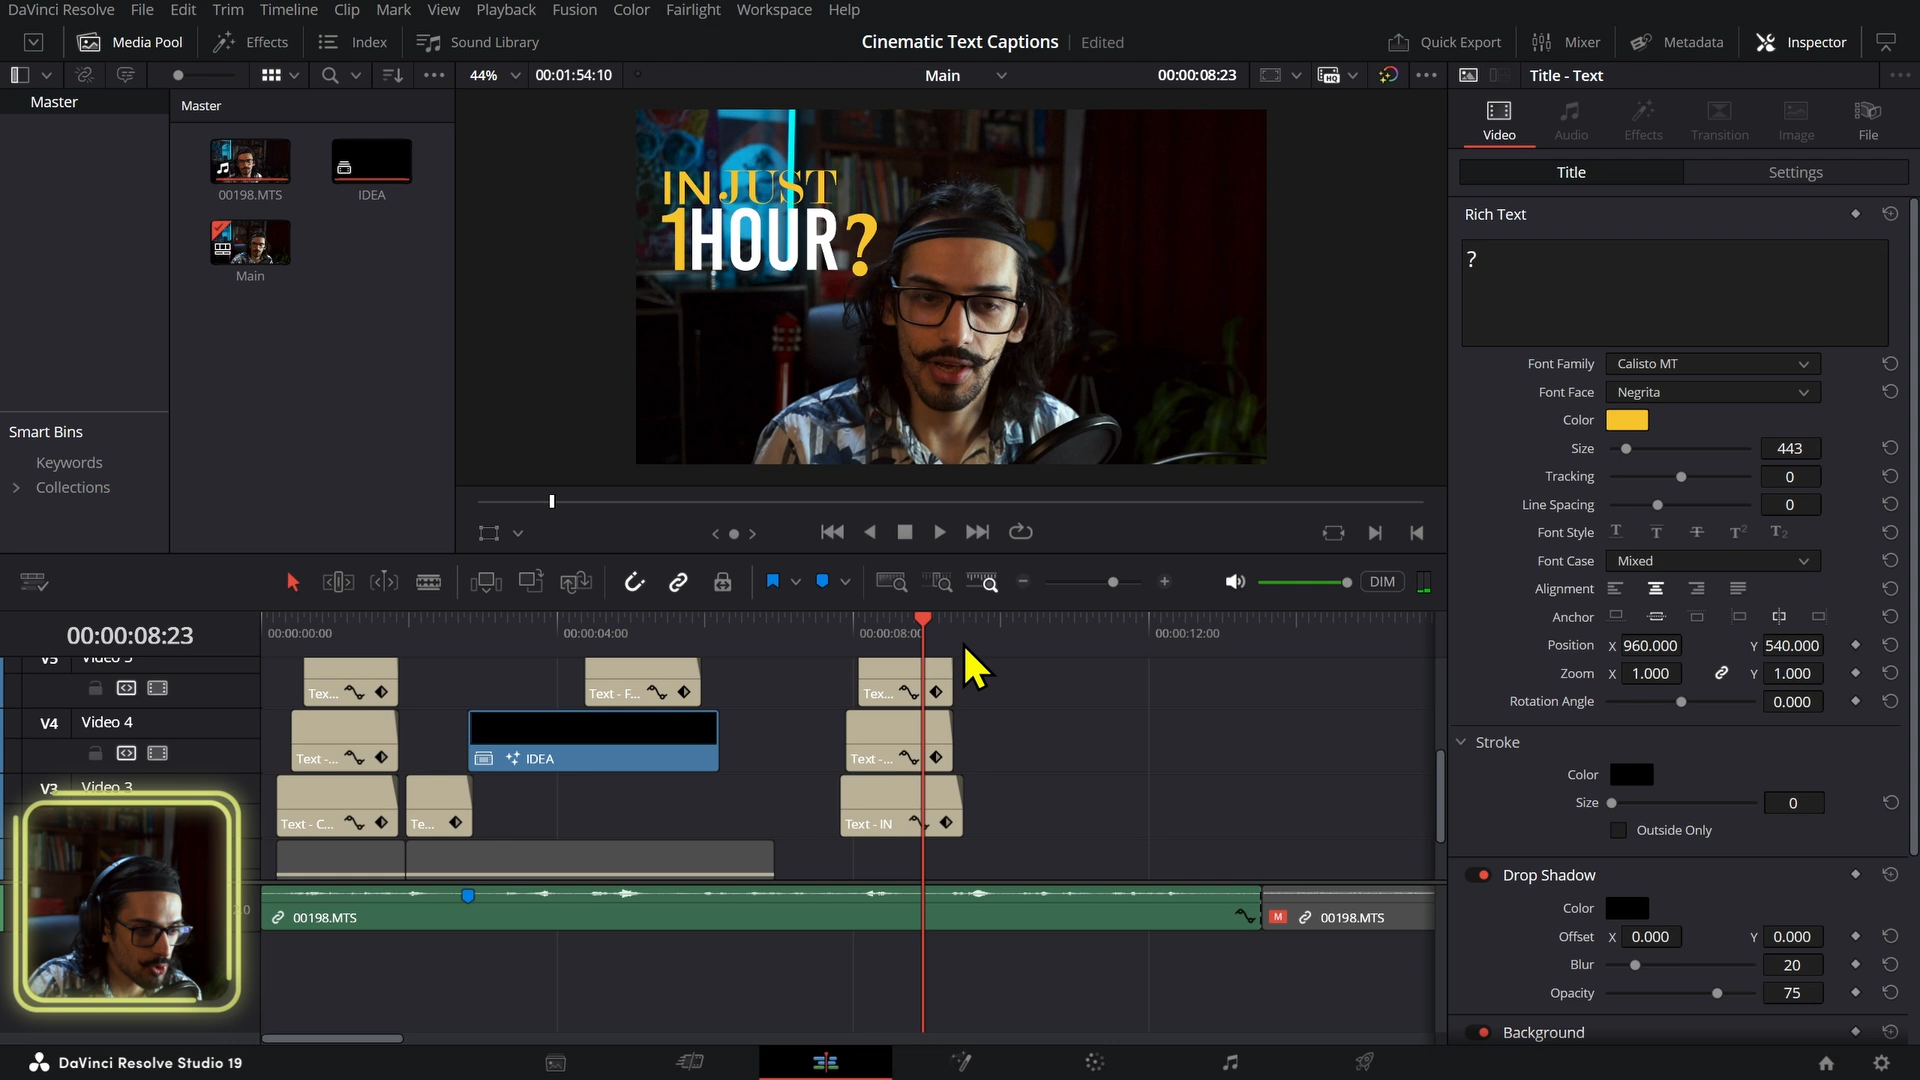 DaVinci Resolve File Edit Trim Timeline Clip Mark View Playback Fusion Color Fairlight Workspace Help
Media Pool Effects Index Sound Library Cinematic Text Captions Edited Quick Export Mixer Metadata Inspector
44% 00:01:54:10 Main 00:00:08:23 Title - Text
Master
Master
Video Audio Effects Transition Image File
Title Settings
00198.MTS IDEA
Main
IN JUST
1HOUR?
Rich Text
?
Font Family Calisto MT
Font Face Negrita
Color
Size 443
Tracking 0
Line Spacing 0
Font Style T T T T2 T2
Font Case Mixed
Alignment
Anchor
Position X 960.000 Y 540.000
Zoom X 1.000 Y 1.000
Rotation Angle 0.000
Stroke
Color
Size 0
Outside Only
Drop Shadow
Color
Offset X 0.000 Y 0.000
Blur 20
Opacity 75
Background
Smart Bins
Keywords
Collections
DIM
00:00:08:23 00:00:00:00 00:00:04:00 00:00:08:00 00:00:12:00
V5 Video 5
Tex... Text - F... Tex...
V4 Video 4
Text -... IDEA Text -...
V3 Video 3
Text - C... Te... Text - IN
2.0
00198.MTS M 00198.MTS
DaVinci Resolve Studio 19